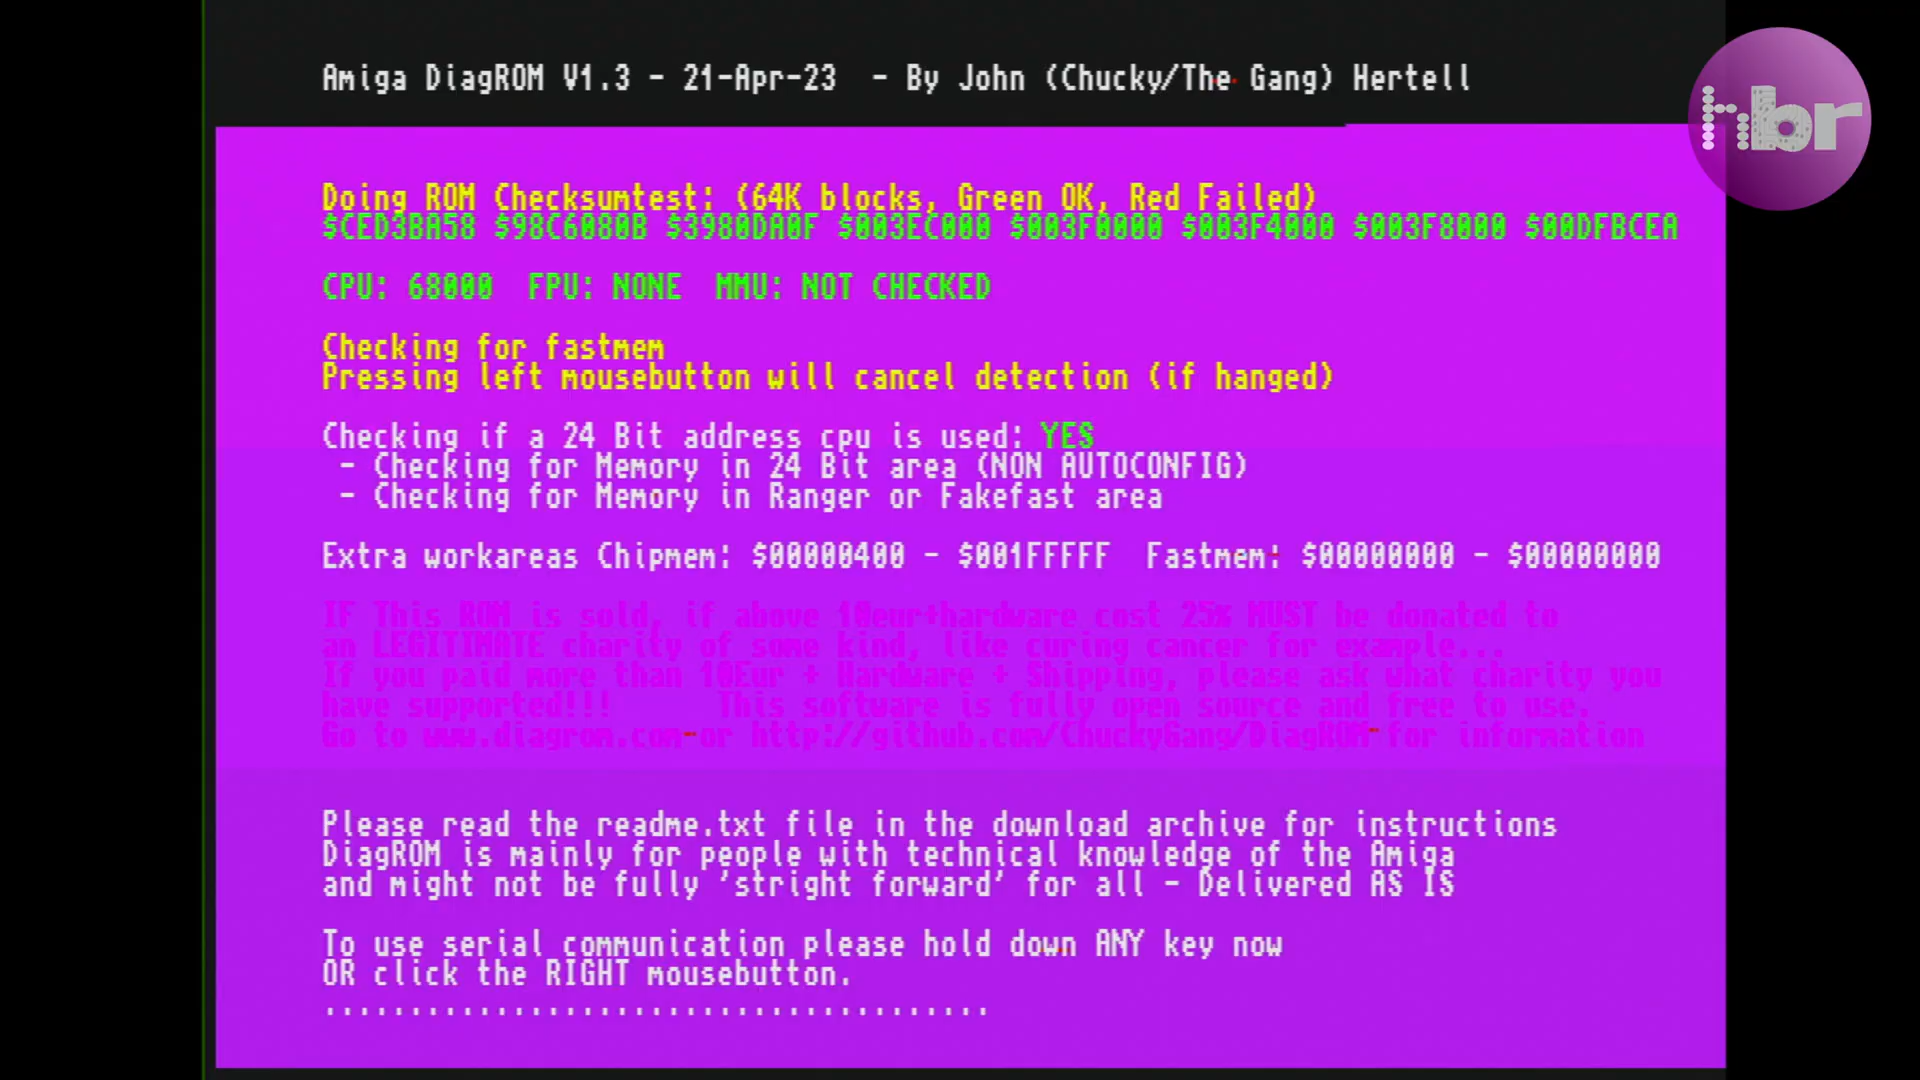 Amiga DiagROM V1.3 - 21-Apr-23  - By John (Chucky/The Gang) Hertell
hbr
Doing ROM Checksumtest: (64K blocks, Green OK, Red Failed)
$CED3BA58 $98C6080B $3980DA0F $003EC000 $003F0000 $003F4000 $003F8000 $00DFBCEA
CPU: 68000  FPU: NONE  MMU: NOT CHECKED
Checking for fastmem
Pressing left mousebutton will cancel detection (if hanged)
Checking if a 24 Bit address cpu is used: YES
- Checking for Memory in 24 Bit area (NON AUTOCONFIG)
- Checking for Memory in Ranger or Fakefast area
Extra workareas Chipmem: $00000400 - $001FFFFF  Fastmem: $00000000 - $00000000
IF This ROM is sold, if above 10eur+hardware cost 25% MUST be donated to
an LEGITIMATE charity of some kind, like curing cancer for example...
If you paid more than 10Eur + Hardware + Shipping, please ask what charity you
have supported!!!      This software is fully open source and free to use.
Go to www.diagrom.com or http://github.com/ChuckyGang/DiagROM for information
Please read the readme.txt file in the download archive for instructions
DiagROM is mainly for people with technical knowledge of the Amiga
and might not be fully 'stright forward' for all - Delivered AS IS
To use serial communication please hold down ANY key now
OR click the RIGHT mousebutton.
.......................................